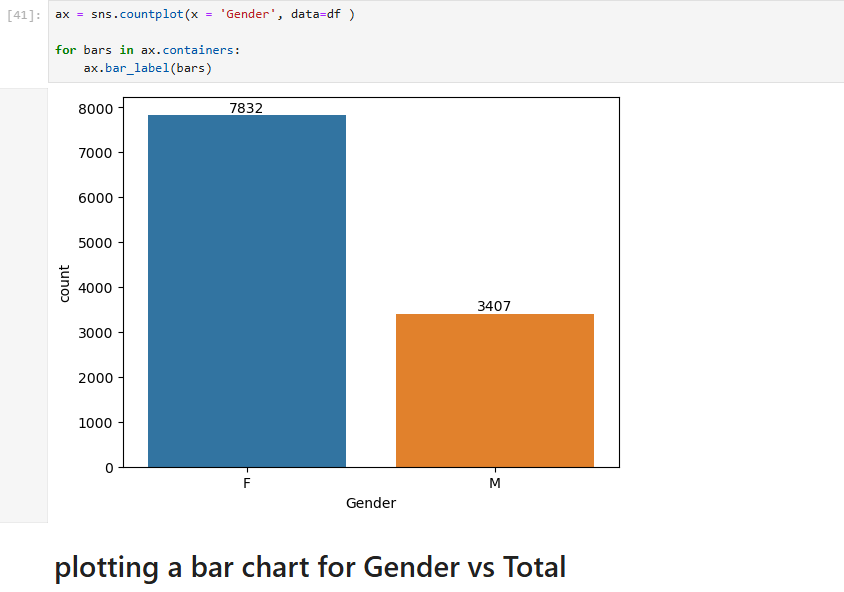 [41]: ax = sns.countplot(x = 'Gender', data=df )
for bars in ax.containers:
    ax.bar_label(bars)
8000
7000
6000
5000
4000
3000
2000
1000
0
count
7832
3407
F M
Gender
plotting a bar chart for Gender vs Total